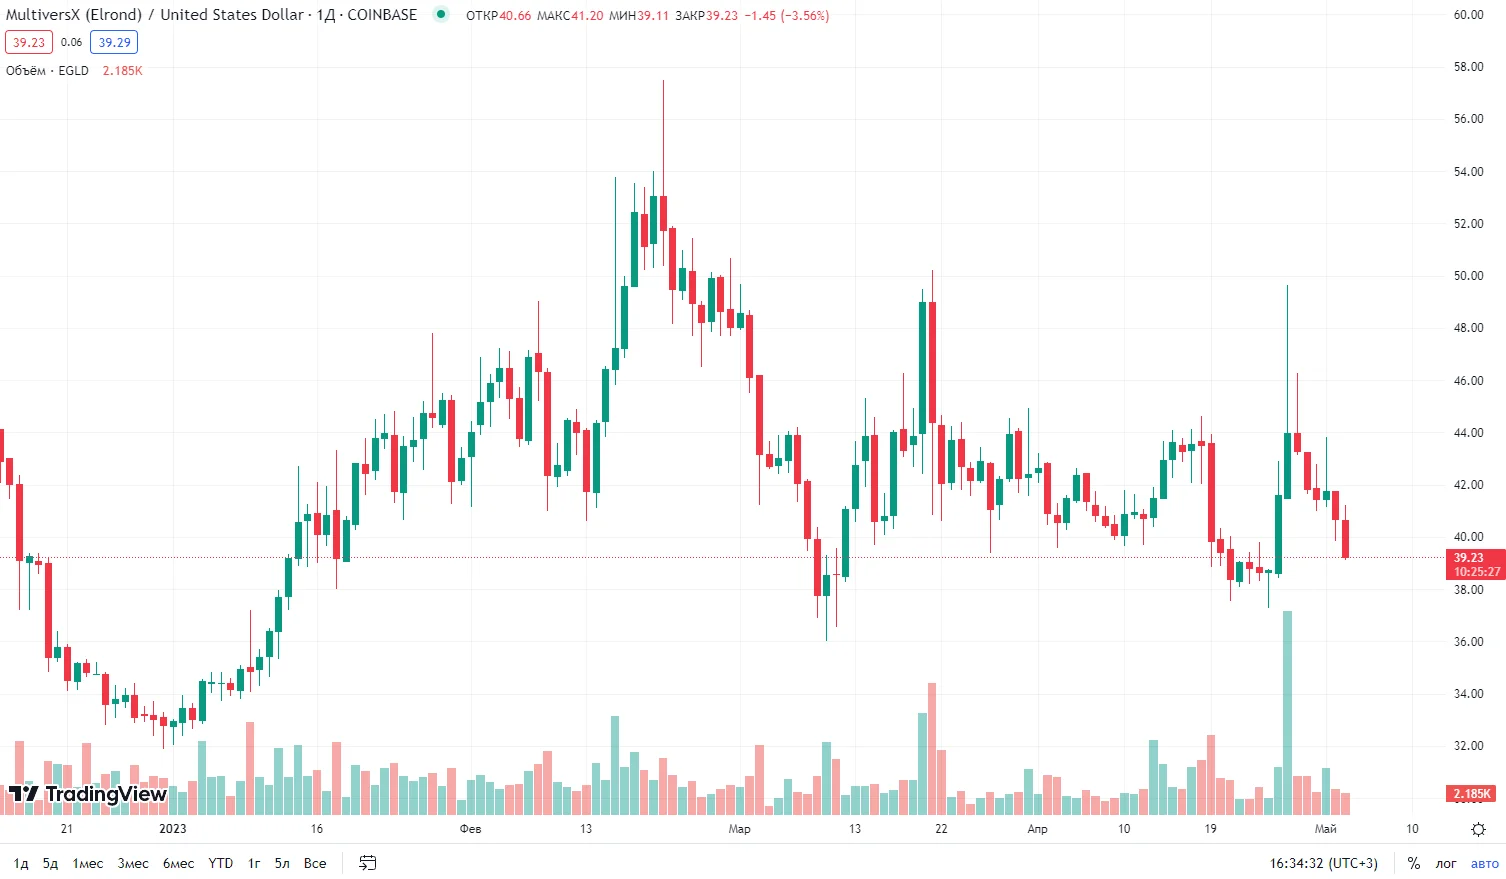 MultiversX (Elrond) / United States Dollar · 1Д · COINBASE ОТКР40.66 МАКС41.20 МИН39.11 ЗАКР39.23 −1.45 (−3.56%)
39.23 0.06 39.29
Объём · EGLD 2.185K
60.00
58.00
56.00
54.00
52.00
50.00
48.00
46.00
44.00
42.00
40.00
39.23
10:25:27
38.00
36.00
34.00
32.00
2.185K
TradingView
21 2023 16 Фев 13 Мар 13 22 Апр 10 19 Май 10
1д 5д 1мес 3мес 6мес YTD 1г 5л Все 16:34:32 (UTC+3) % лог авто